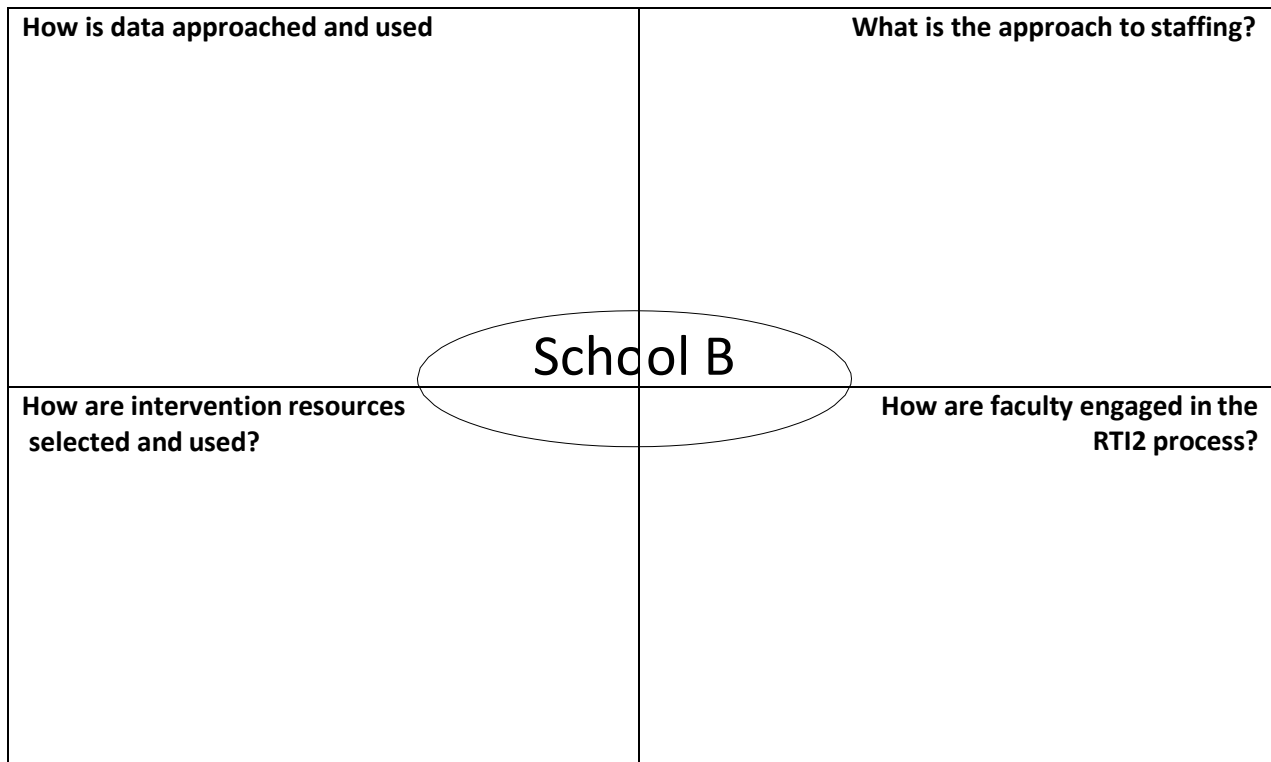 How is data approached and used
What is the approach to staffing?
School B
How are intervention resources
selected and used?
How are faculty engaged in the
RTI2 process?